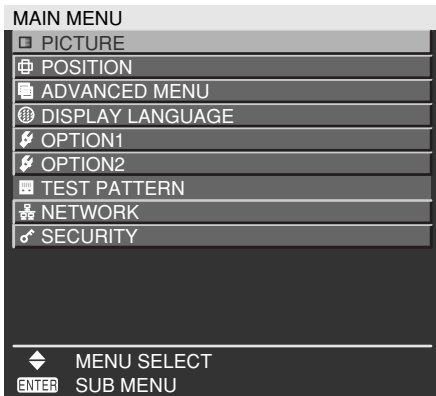 MAIN MENU
PICTURE
POSITION
ADVANCED MENU
DISPLAY LANGUAGE
OPTION1
OPTION2
TEST PATTERN
NETWORK
SECURITY
MENU SELECT
ENTER SUB MENU